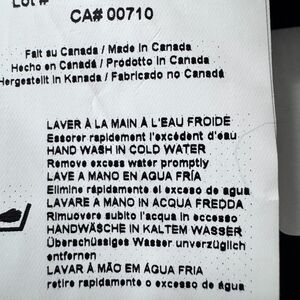 Lot #
CA# 00710
Fait au Canada / Made in Canada
Hecho en Canadá / Prodotto in Canada
Hergestellt in Kanada / Fabricado no Canadá
LAVER À LA MAIN À L'EAU FROIDE
Essorer rapidement l'excédent d'éau
HAND WASH IN COLD WATER
Remove excess water promptly
LAVE A MANO EN AGUA FRÍA
Elimine rápidamente el exceso de agua
LAVARE A MANO IN ACQUA FREDDA
Rimuovere subito l'acqua in eccesso
HANDWÄSCHE IN KALTEM WASSER
Überschüssiges Wasser unverzüglich
entfernen
LAVAR À MÃO EM ÁGUA FRIA
retire rapidamente o excesso de água